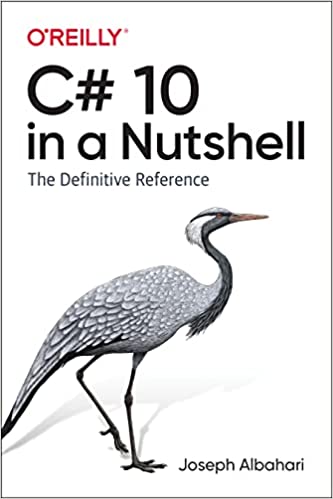 O'REILLY®
C# 10
in a Nutshell
The Definitive Reference
Joseph Albahari